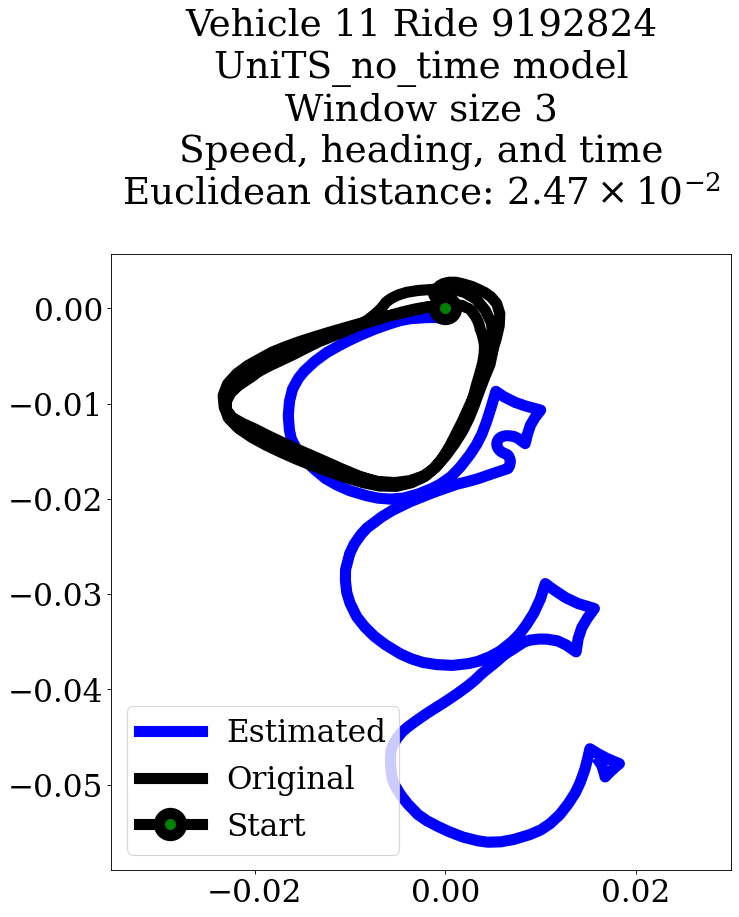 Vehicle 11 Ride 9192824
UniTS_no_time model
Window size 3
Speed, heading, and time
Euclidean distance: 2.47 × 10⁻²
0.00
−0.01
−0.02
−0.03
−0.04
−0.05
Estimated
Original
Start
−0.02 0.00 0.02